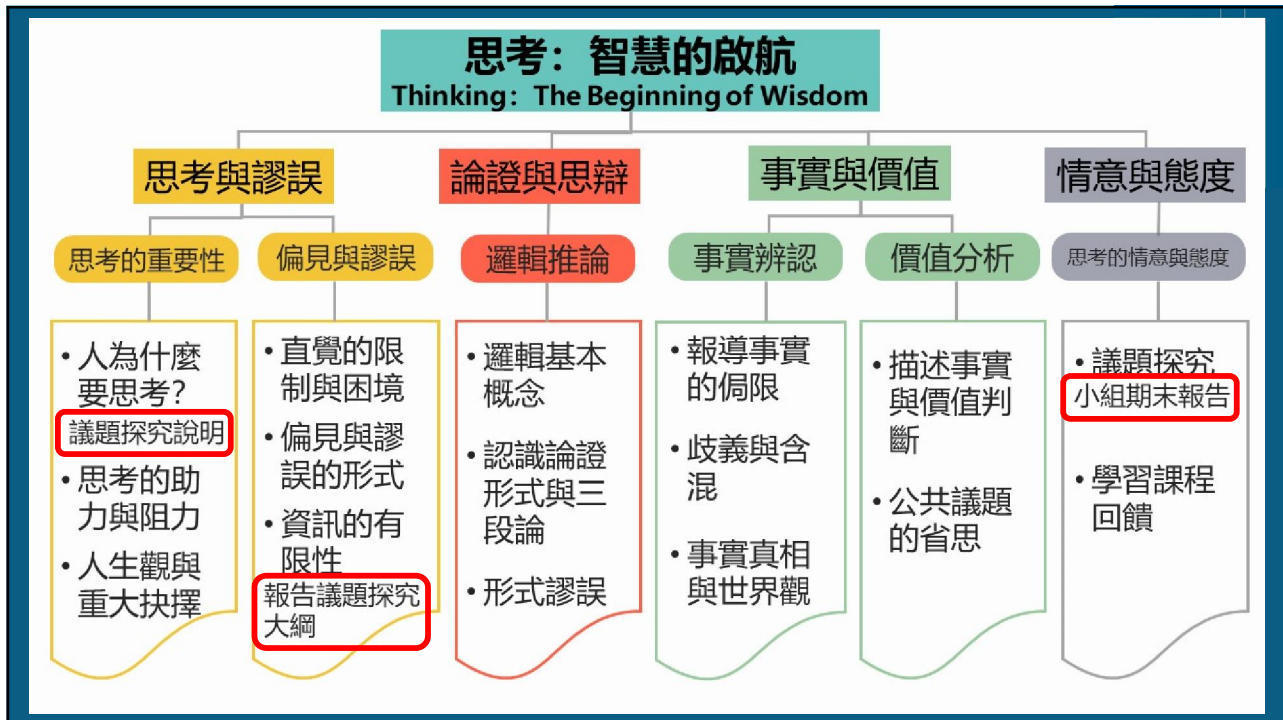 思考：智慧的啟航
Thinking：The Beginning of Wisdom
思考與謬誤
論證與思辯
事實與價值
情意與態度
思考的重要性
偏見與謬誤
邏輯推論
事實辨認
價值分析
思考的情意與態度
•人為什麼
要思考?
議題探究說明
•思考的助
力與阻力
•人生觀與
重大抉擇
•直覺的限
制與困境
•偏見與謬
誤的形式
•資訊的有
限性
報告議題探究
大綱
•邏輯基本
概念
•認識論證
形式與三
段論
•形式謬誤
•報導事實
的侷限
•歧義與含
混
•事實真相
與世界觀
•描述事實
與價值判
斷
•公共議題
的省思
•議題探究
小組期末報告
•學習課程
回饋